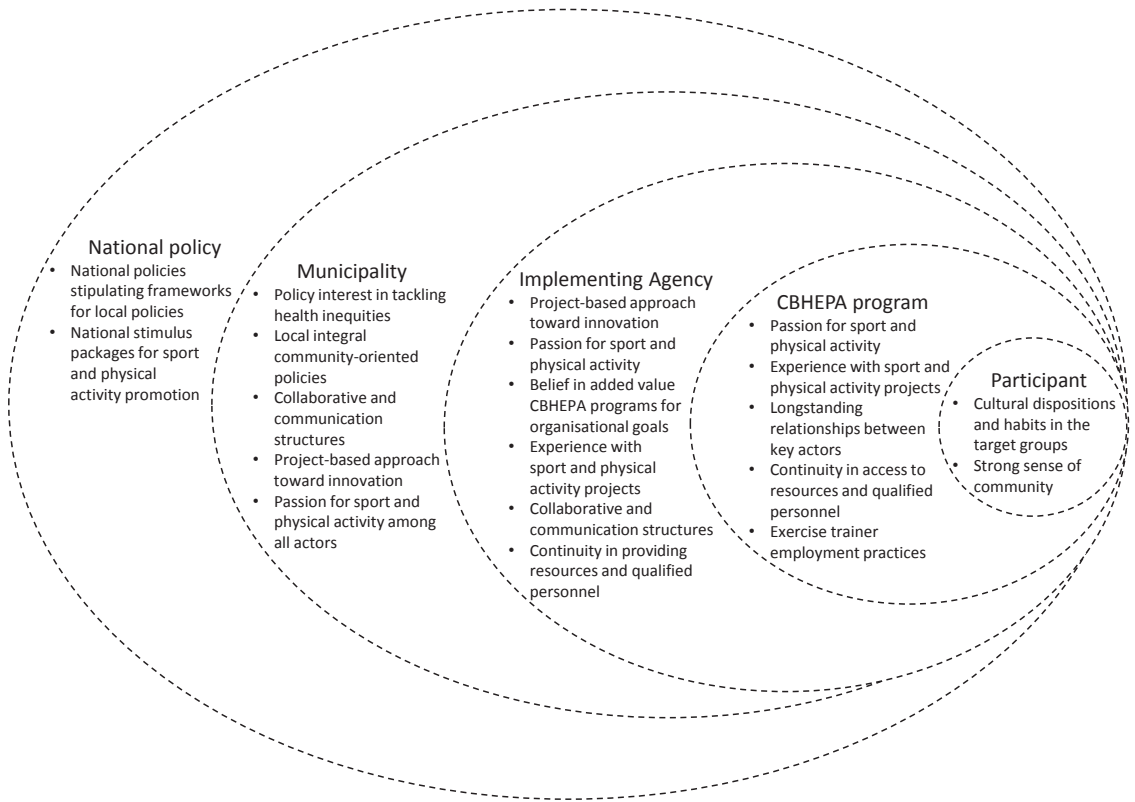 National policy
• National policies
stipulating frameworks
for local policies
• National stimulus
packages for sport
and physical
activity promotion
Municipality
• Policy interest in tackling
health inequities
• Local integral
community-oriented
policies
• Collaborative and
communication
structures
• Project-based approach
toward innovation
• Passion for sport and
physical activity among
all actors
Implementing Agency
• Project-based approach
toward innovation
• Passion for sport and
physical activity
• Belief in added value
CBHEPA programs for
organisational goals
• Experience with
sport and physical
activity projects
• Collaborative and
communication structures
• Continuity in providing
resources and qualified
personnel
CBHEPA program
• Passion for sport and
physical activity
• Experience with sport and
physical activity projects
• Longstanding
relationships between
key actors
• Continuity in access to
resources and qualified
personnel
• Exercise trainer
employment practices
Participant
• Cultural dispositions
and habits in the
target groups
• Strong sense of
community